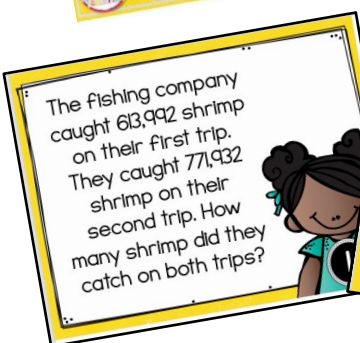 The fishing company
caught 613,992 shrimp
on their first trip.
They caught 771,932
shrimp on their
second trip. How
many shrimp did they
catch on both trips?